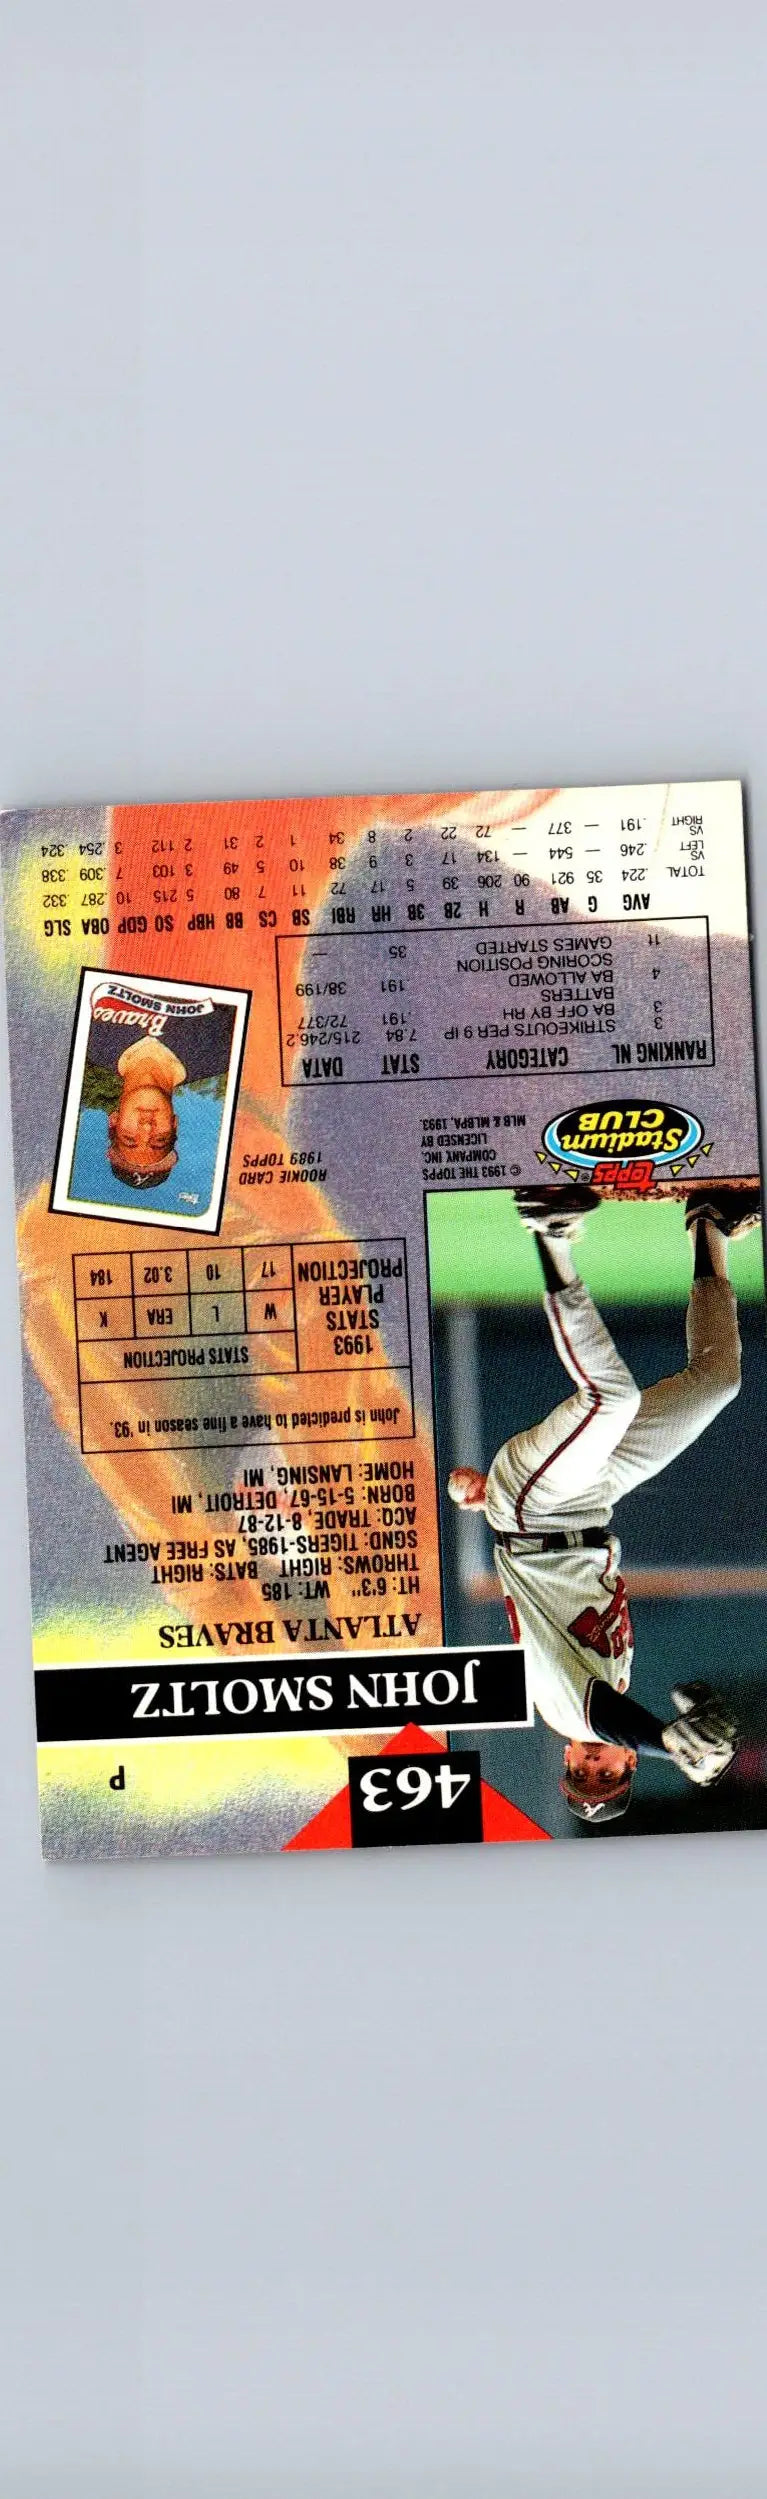 463
P
JOHN SMOLTZ
ATLANTA BRAVES
HT: 6'3" WT: 185
THROWS: RIGHT BATS: RIGHT
SGND: TIGERS-1985, AS FREE AGENT
ACQ: TRADE, 8-12-87
BORN: 5-15-67, DETROIT, MI
HOME: LANSING, MI
John is predicted to have a fine season in '93.
1993 STATS PLAYER PROJECTION
STATS PROJECTION
W L ERA K
17 10 3.02 184
Topps®
Stadium
CLUB
© 1993 THE TOPPS
COMPANY, INC.
LICENSED BY
MLB & MLBPA, 1993.
ROOKIE CARD
1989 TOPPS
topps
A
Braves
JOHN SMOLTZ
RANKING NL CATEGORY STAT DATA
3 STRIKEOUTS PER 9 IP 7.84 215/246.2
3 BA OFF BY RH BATTERS .191 72/377
4 BA ALLOWED SCORING POSITION .191 38/199
11 GAMES STARTED 35 —
AVG G AB R H 2B 3B HR RBI SB CS BB HBP SO GDP OBA SLG
TOTAL .224 35 921 90 206 39 5 17 72 11 7 80 5 215 10 .287 .332
VS LEFT .246 — 544 — 134 17 3 9 38 10 5 49 3 103 7 .309 .338
VS RIGHT .191 — 377 — 72 22 2 8 34 1 2 31 2 112 3 .254 .324